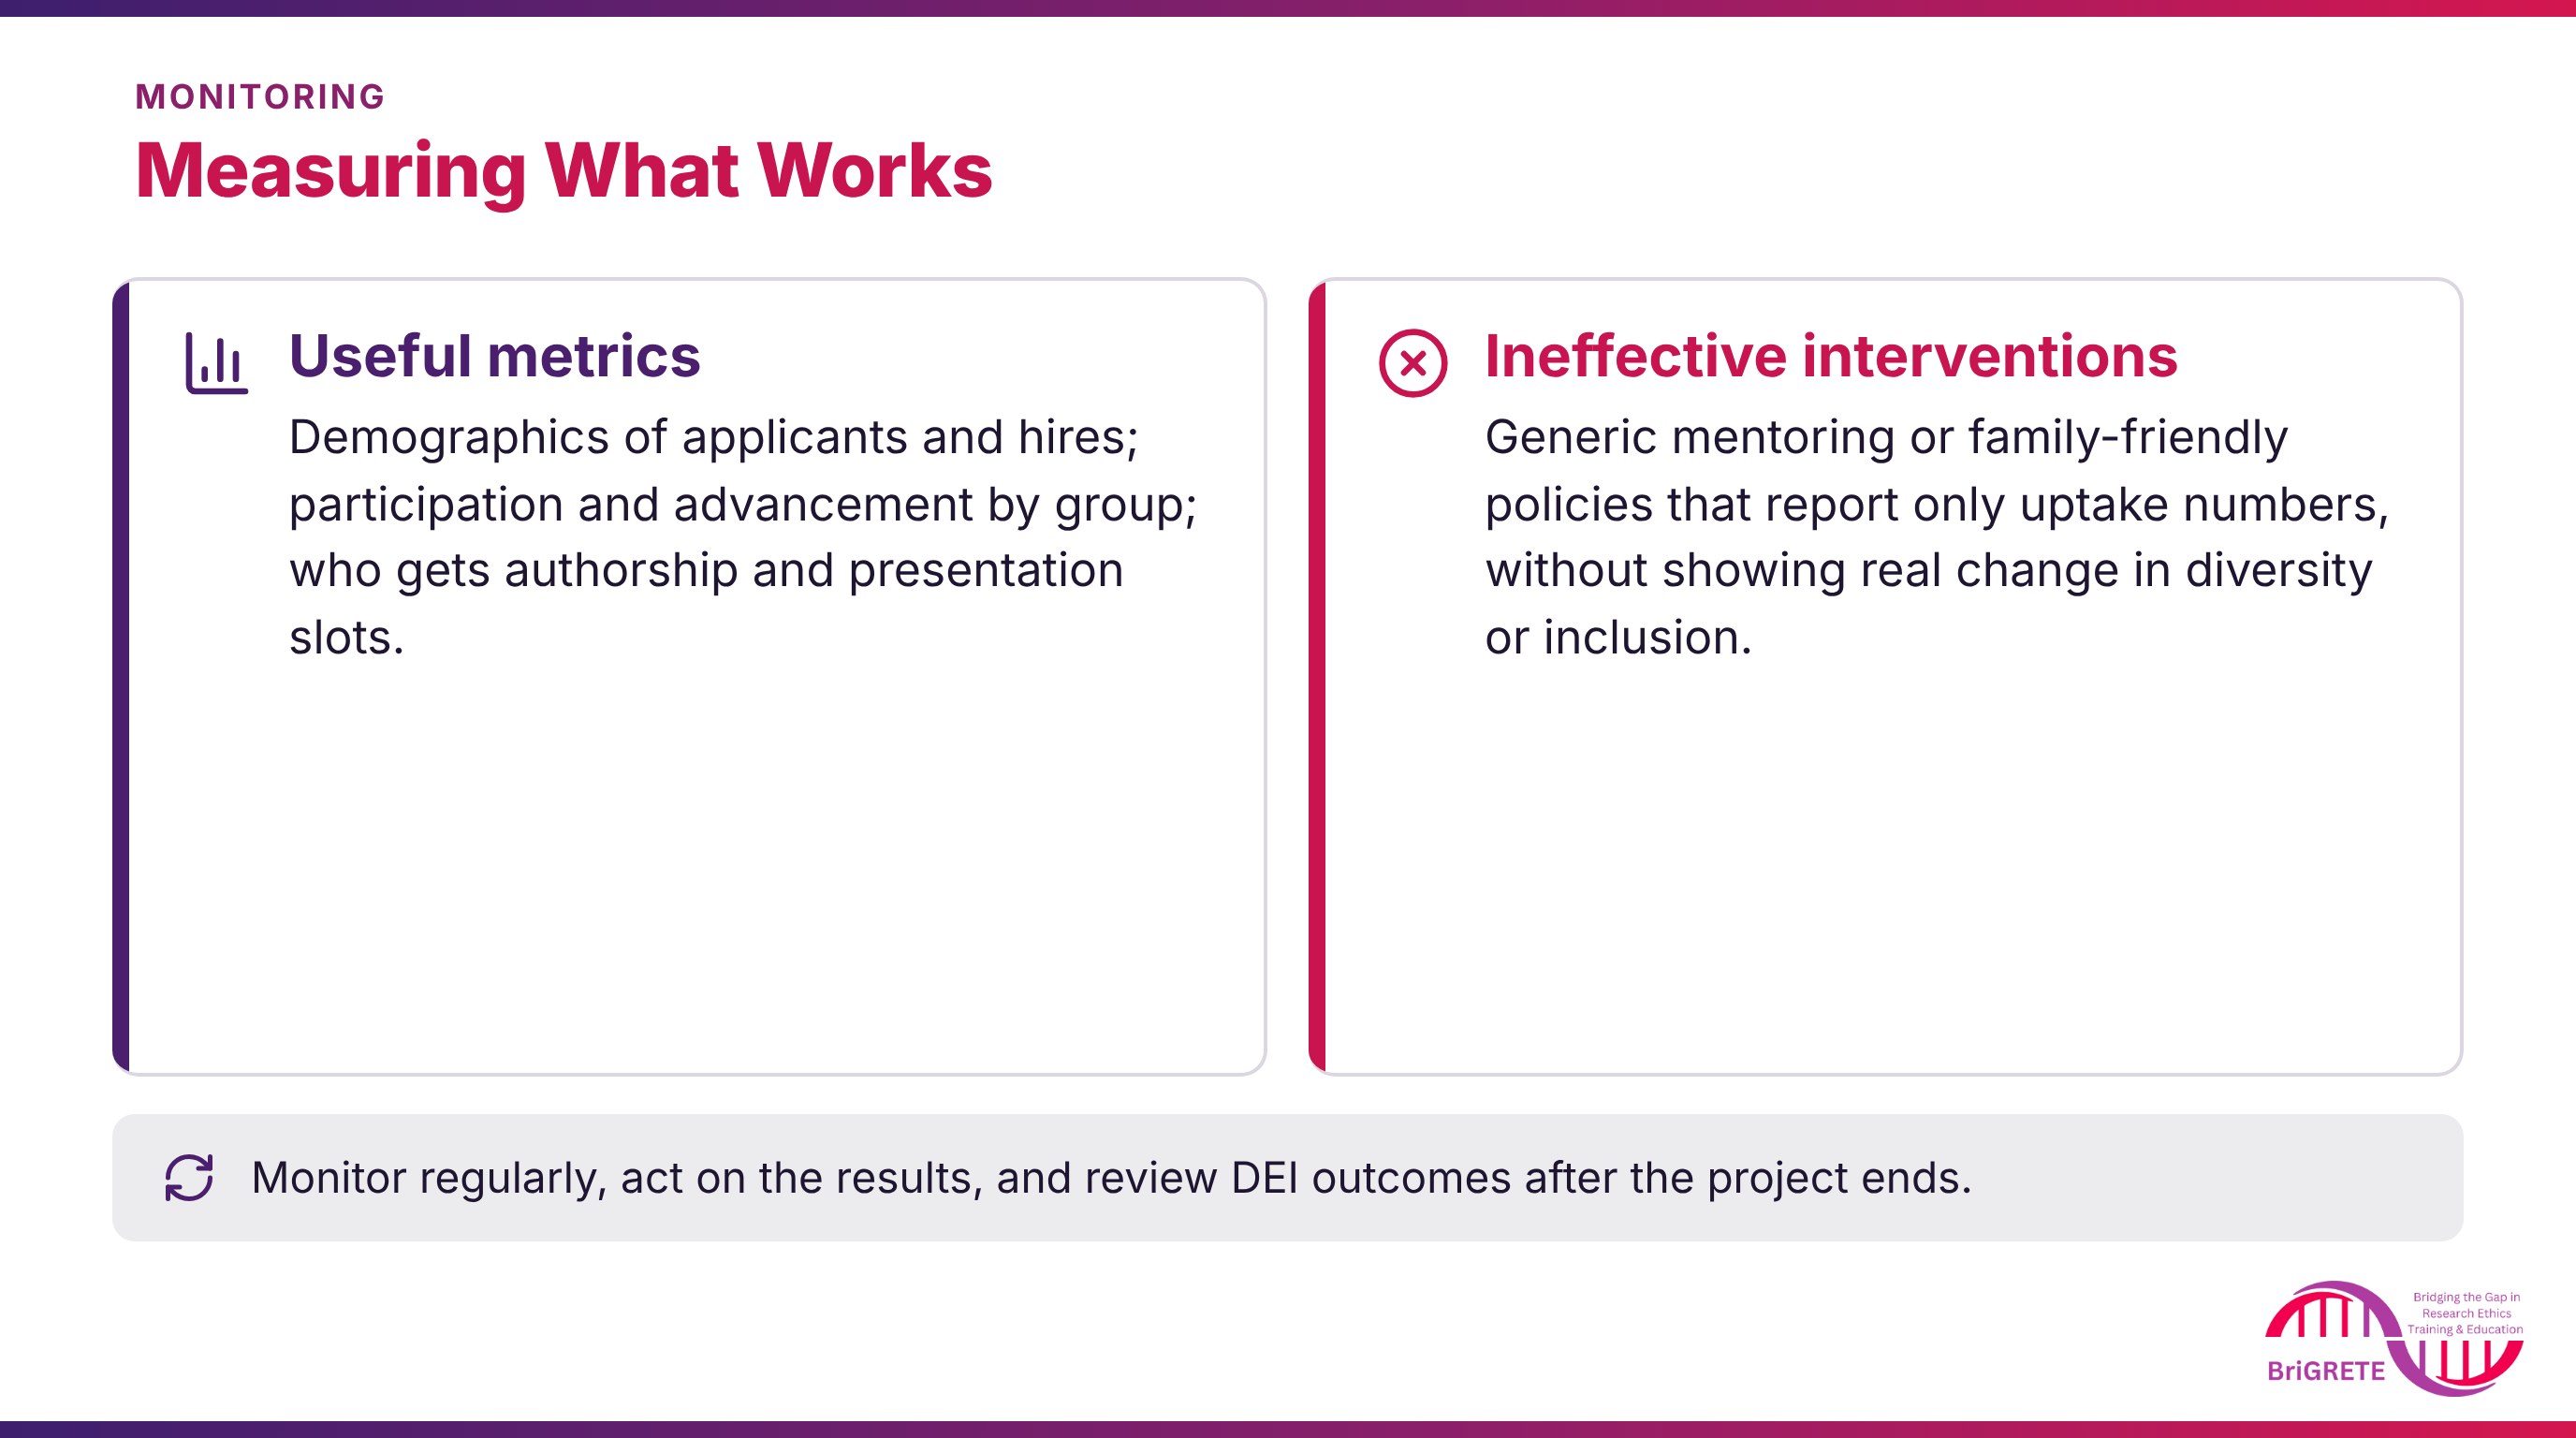 MONITORING
Measuring What Works
Useful metrics
Demographics of applicants and hires;
participation and advancement by group;
who gets authorship and presentation
slots.
Ineffective interventions
Generic mentoring or family-friendly
policies that report only uptake numbers,
without showing real change in diversity
or inclusion.
Monitor regularly, act on the results, and review DEI outcomes after the project ends.
Bridging the Gap in
Research Ethics
Training & Education
BriGRETE